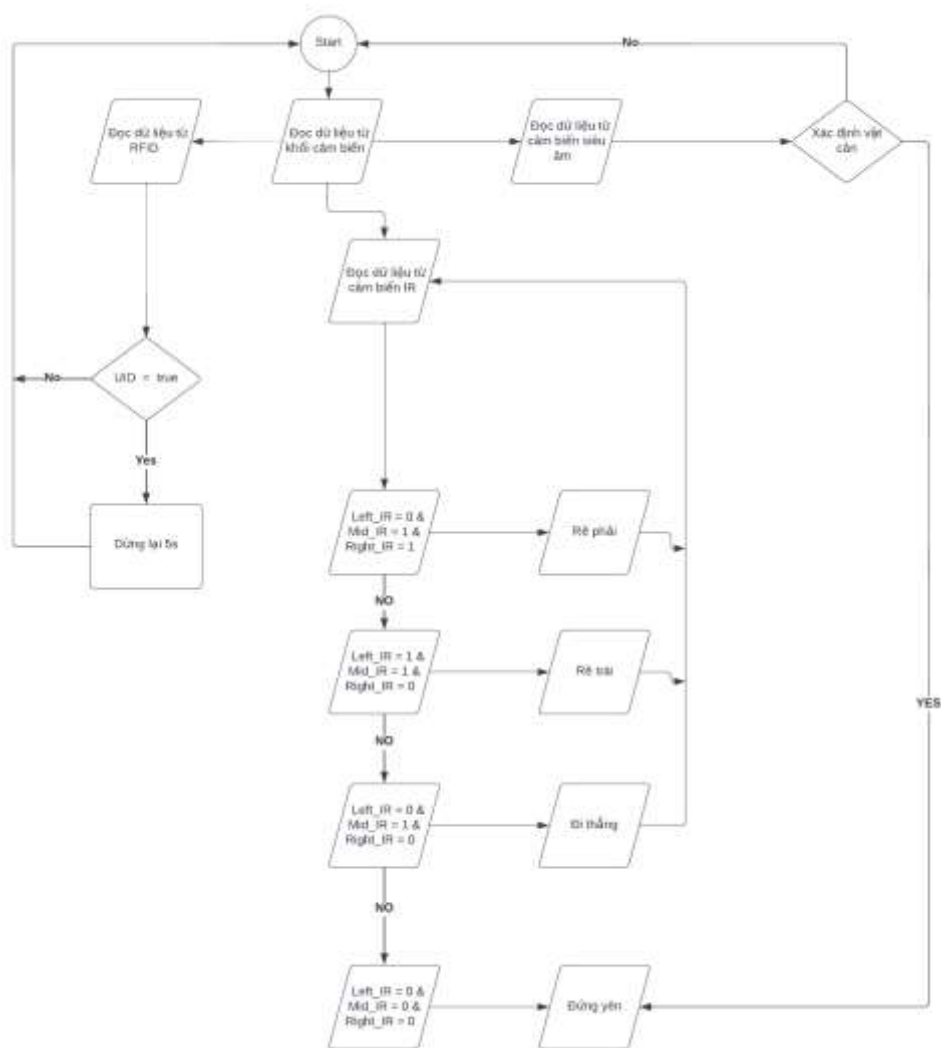 Start
No
Đọc dữ liệu từ
RFID
Đọc dữ liệu từ
khối cảm biến
Đọc dữ liệu từ
cảm biến siêu
âm
Xác định vật
cản
Đọc dữ liệu từ
cảm biến IR
UID = true
No
Yes
Dừng lại 5s
Left_IR = 0 &
Mid_IR = 1 &
Right_IR = 1
Rẽ phải
NO
Left_IR = 1 &
Mid_IR = 1 &
Right_IR = 0
Rẽ trái
YES
NO
Left_IR = 0 &
Mid_IR = 1 &
Right_IR = 0
Đi thẳng
NO
Left_IR = 0 &
Mid_IR = 0 &
Right_IR = 0
Đứng yên